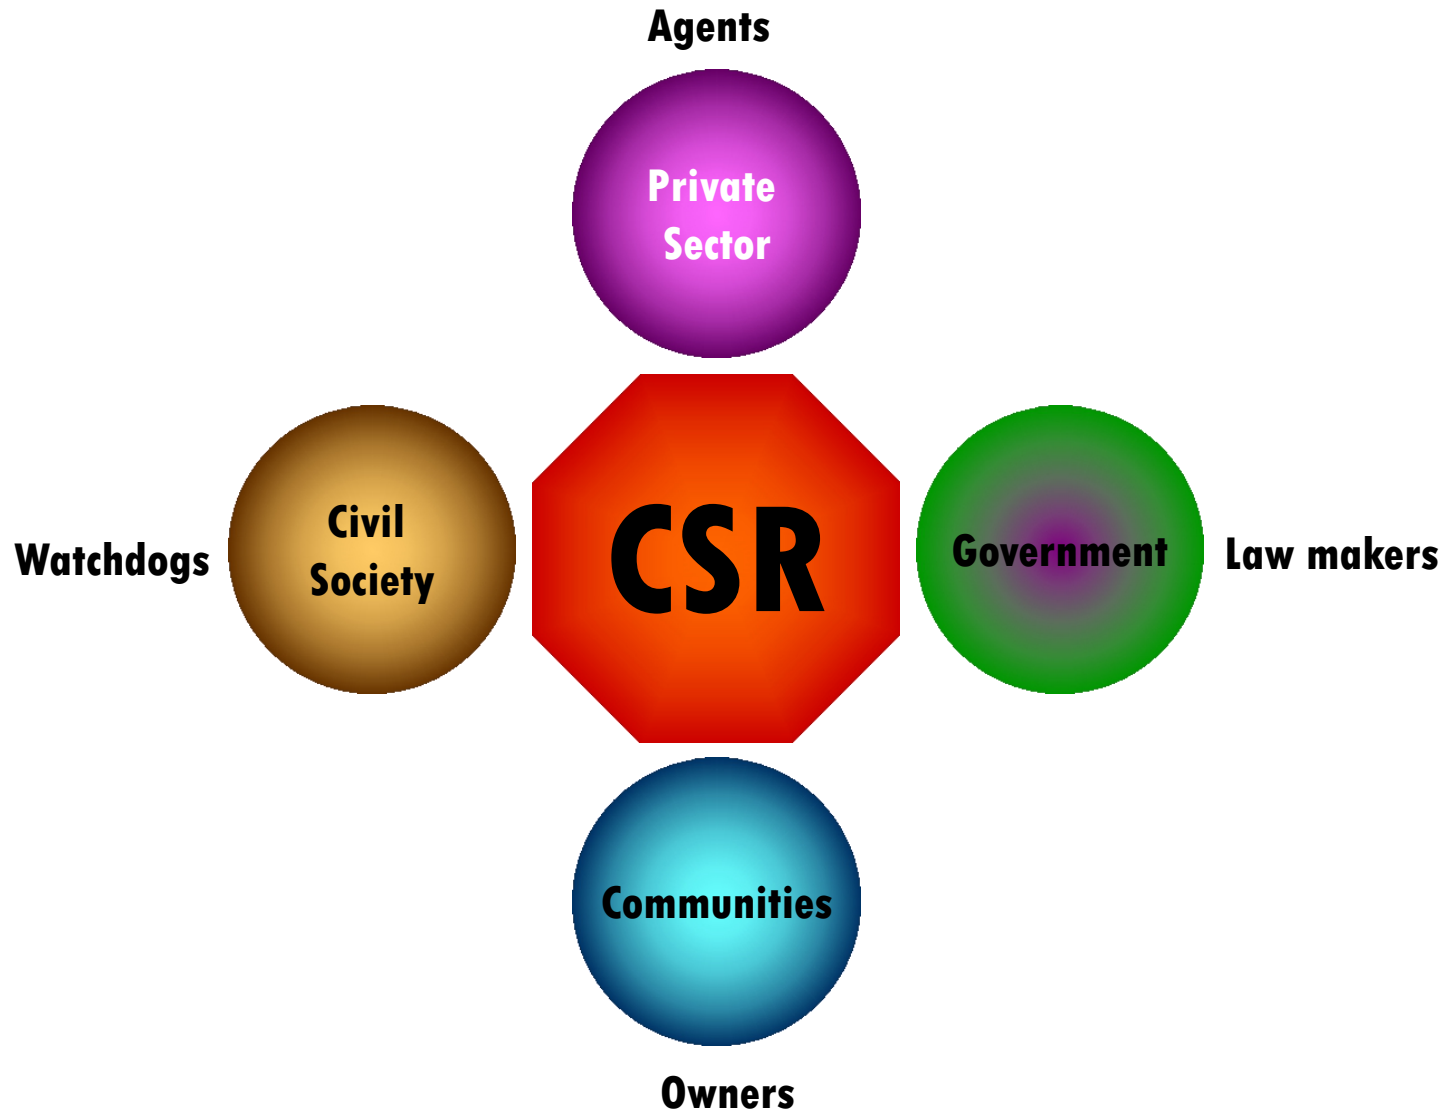 Agents
Private
Sector
Civil
Society
Watchdogs
CSR
Government
Law makers
Communities
Owners